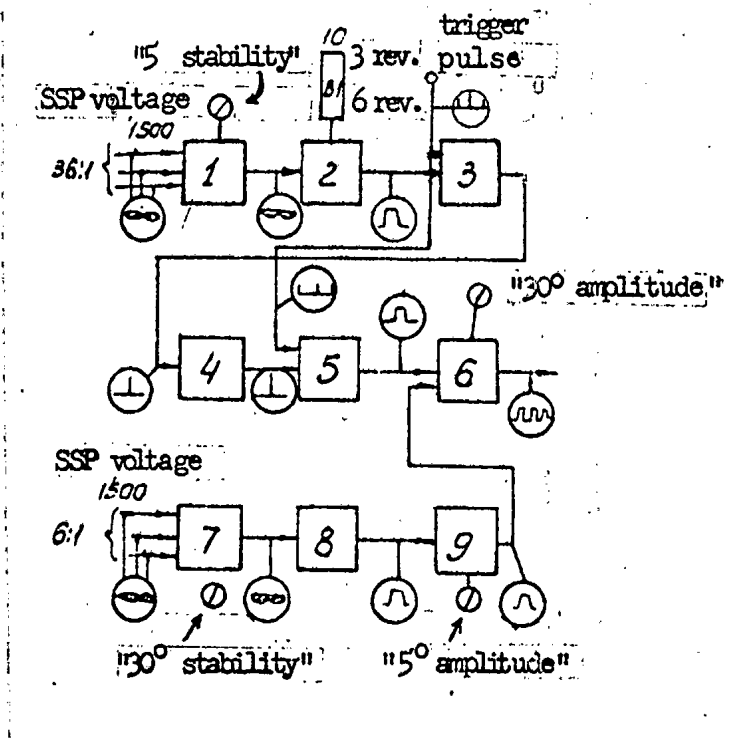 trigger
pulse
"5 stability"
10
3 rev.
B1
6 rev.
SSP voltage
1500
36:1
1
2
3
"30° amplitude"
4
5
6
SSP voltage
1500
6:1
7
8
9
"30° stability"
"5° amplitude"